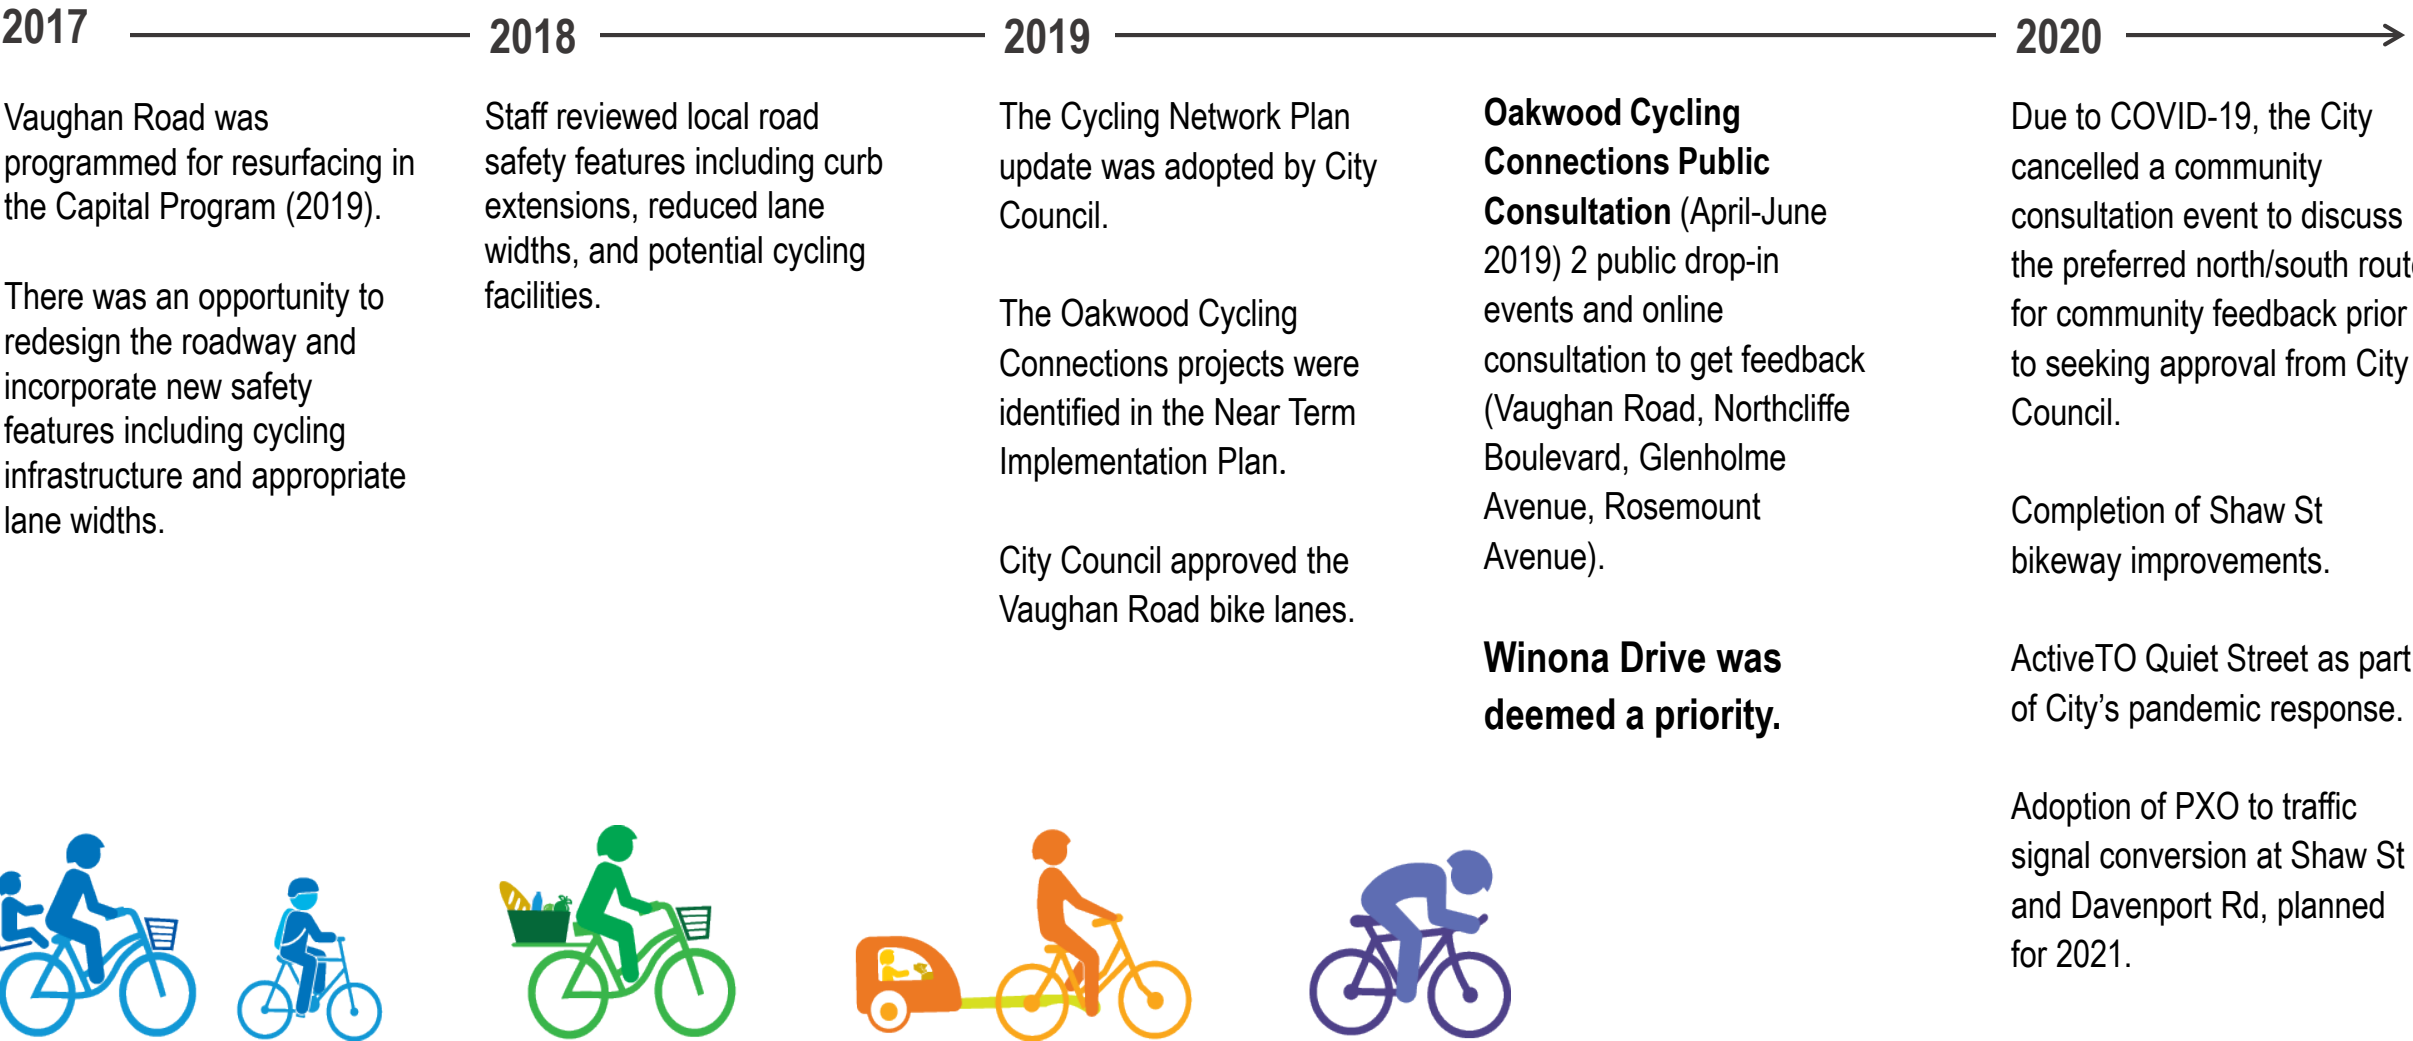 2017
Vaughan Road was
programmed for resurfacing in
the Capital Program (2019).
There was an opportunity to
redesign the roadway and
incorporate new safety
features including cycling
infrastructure and appropriate
lane widths.
2018
Staff reviewed local road
safety features including curb
extensions, reduced lane
widths, and potential cycling
facilities.
2019
The Cycling Network Plan
update was adopted by City
Council.
The Oakwood Cycling
Connections projects were
identified in the Near Term
Implementation Plan.
City Council approved the
Vaughan Road bike lanes.
Oakwood Cycling
Connections Public
Consultation (April-June
2019) 2 public drop-in
events and online
consultation to get feedback
(Vaughan Road, Northcliffe
Boulevard, Glenholme
Avenue, Rosemount
Avenue).
Winona Drive was
deemed a priority.
2020
Due to COVID-19, the City
cancelled a community
consultation event to discuss
the preferred north/south route
for community feedback prior
to seeking approval from City
Council.
Completion of Shaw St
bikeway improvements.
ActiveTO Quiet Street as part
of City’s pandemic response.
Adoption of PXO to traffic
signal conversion at Shaw St
and Davenport Rd, planned
for 2021.